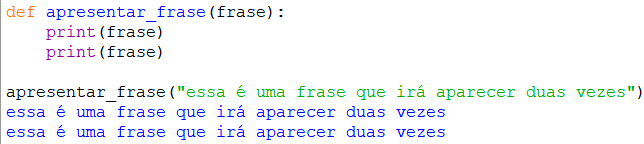 def apresentar_frase(frase):
    print(frase)
    print(frase)
apresentar_frase("essa é uma frase que irá aparecer duas vezes")
essa é uma frase que irá aparecer duas vezes
essa é uma frase que irá aparecer duas vezes